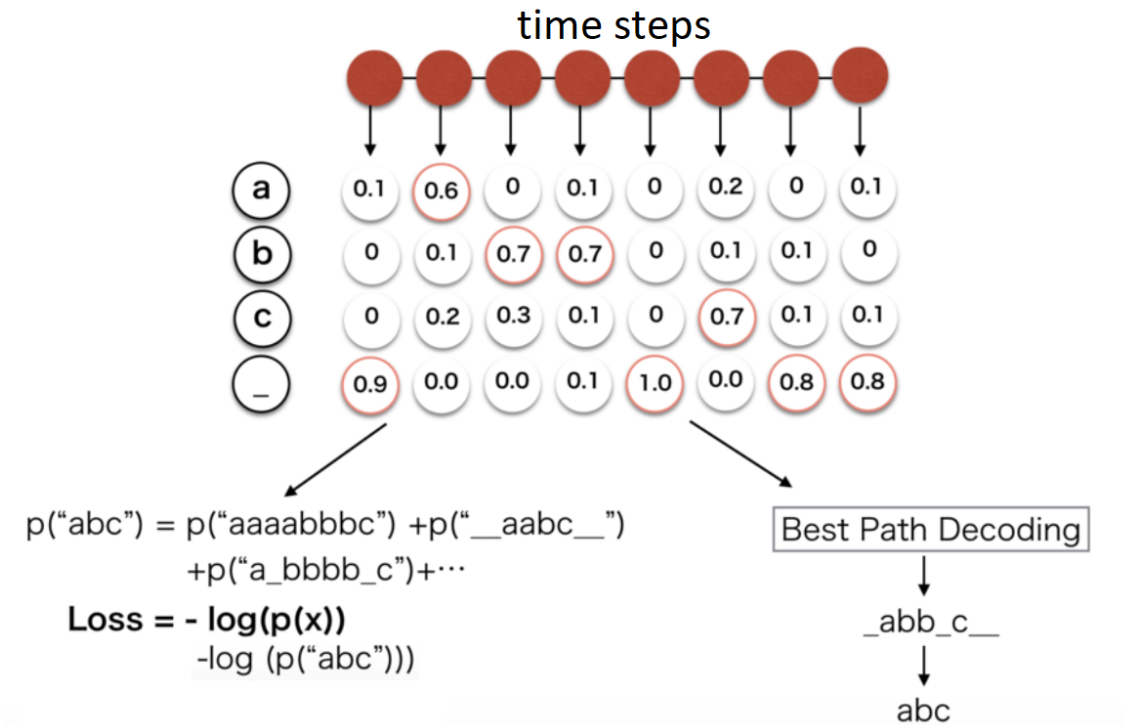 time steps
a 0.1 0.6 0 0.1 0 0.2 0 0.1
b 0 0.1 0.7 0.7 0 0.1 0.1 0
c 0 0.2 0.3 0.1 0 0.7 0.1 0.1
_ 0.9 0.0 0.0 0.1 1.0 0.0 0.8 0.8
p(“abc”) = p(“aaaabbbc”) +p(“__aabc__”)
+p(“a_bbbb_c”)+⋯
Loss = - log(p(x))
-log (p(“abc”)))
Best Path Decoding
_abb_c__
abc